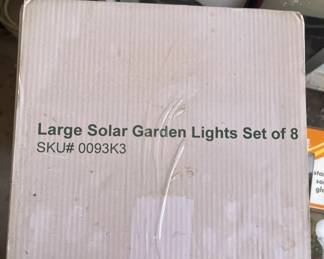 Large Solar Garden Lights Set of 8
SKU# 0093K3